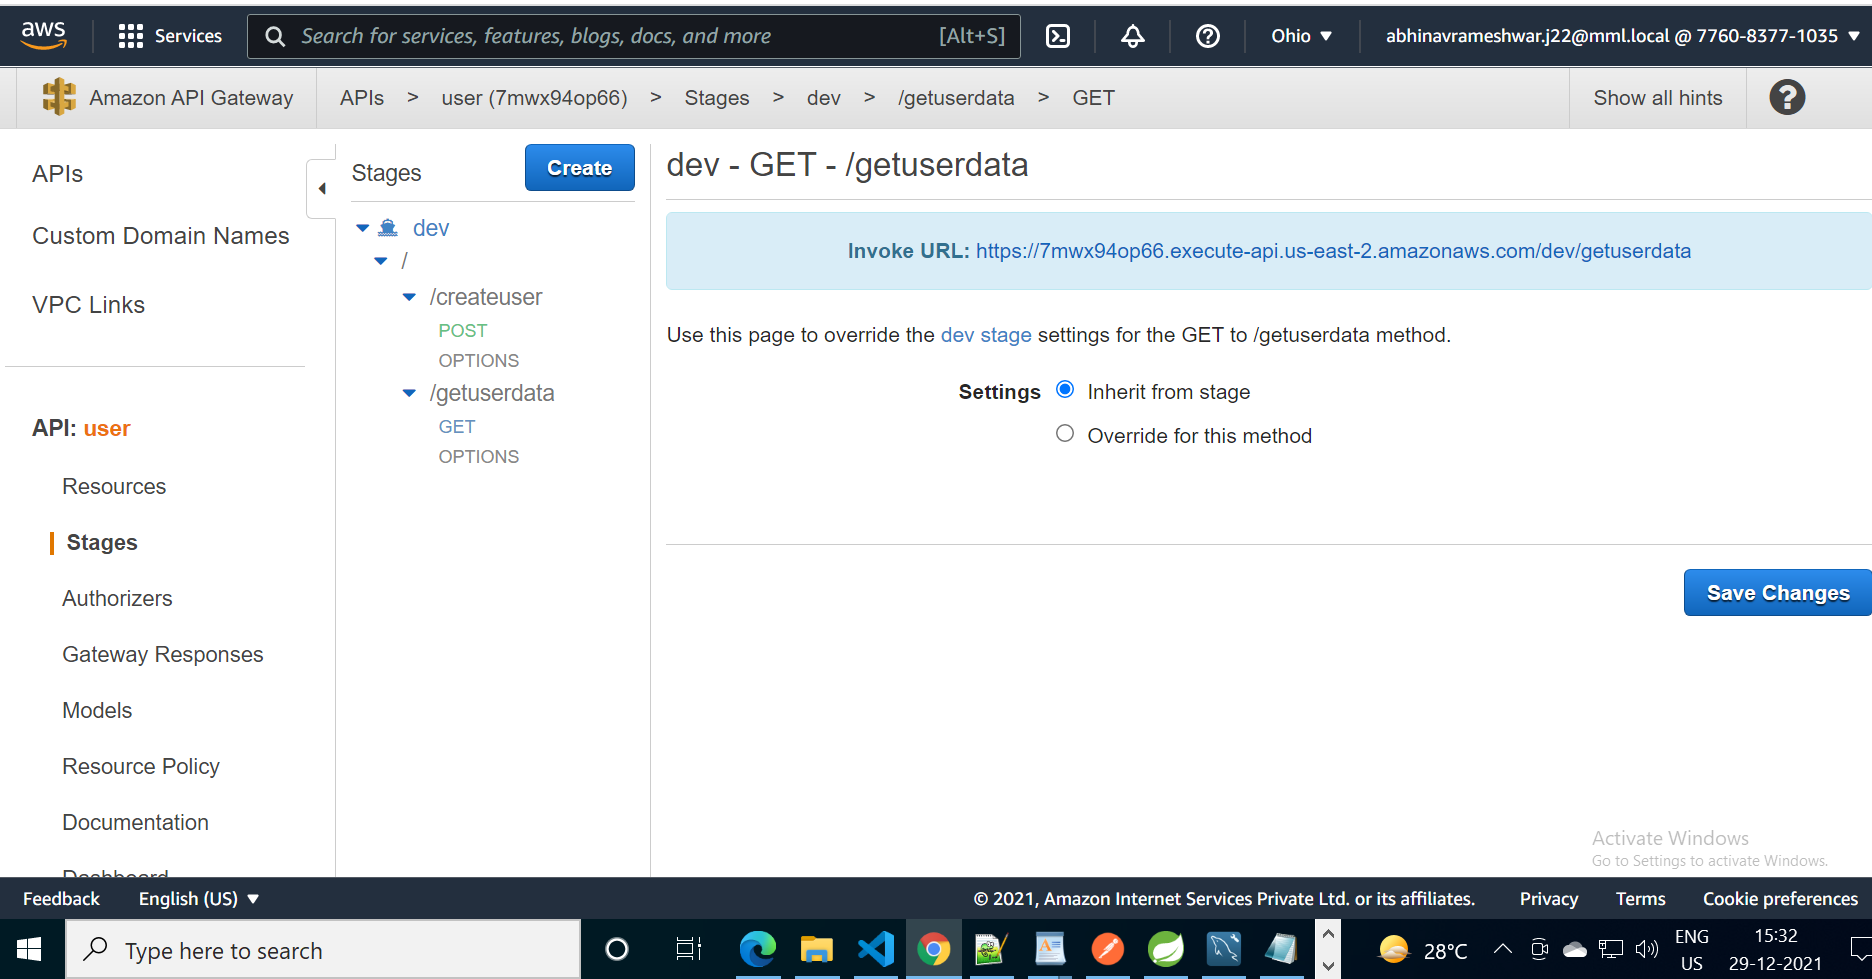 aws
Services
Search for services, features, blogs, docs, and more
[Alt+S]
Ohio
abhinavrameshwar.j22@mml.local @ 7760-8377-1035
Amazon API Gateway
APIs > user (7mwx94op66) > Stages > dev > /getuserdata > GET
Show all hints
APIs
Custom Domain Names
VPC Links
API: user
Resources
Stages
Authorizers
Gateway Responses
Models
Resource Policy
Documentation
Dashboard
Stages
Create
dev
/
/createuser
POST
OPTIONS
/getuserdata
GET
OPTIONS
dev - GET - /getuserdata
Invoke URL: https://7mwx94op66.execute-api.us-east-2.amazonaws.com/dev/getuserdata
Use this page to override the dev stage settings for the GET to /getuserdata method.
Settings
Inherit from stage
Override for this method
Save Changes
Activate Windows
Go to Settings to activate Windows.
Feedback
English (US)
© 2021, Amazon Internet Services Private Ltd. or its affiliates.
Privacy
Terms
Cookie preferences
Type here to search
28°C
ENG
US
15:32
29-12-2021